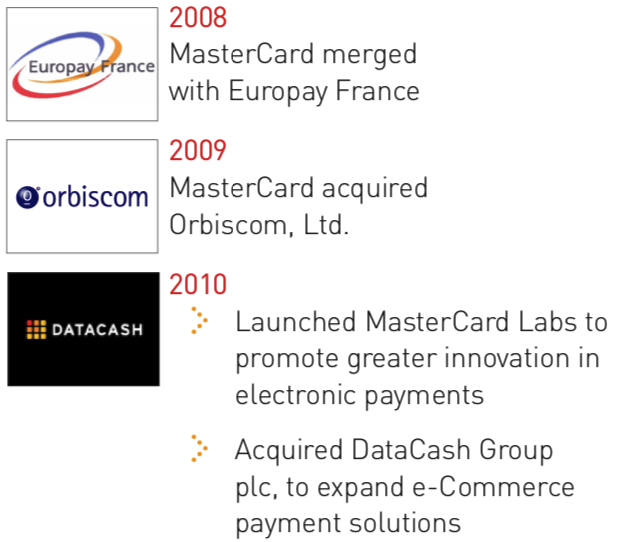 Europay France
2008
MasterCard merged
with Europay France
orbiscom
2009
MasterCard acquired
Orbiscom, Ltd.
DATACASH
2010
Launched MasterCard Labs to
promote greater innovation in
electronic payments
Acquired DataCash Group
plc, to expand e-Commerce
payment solutions